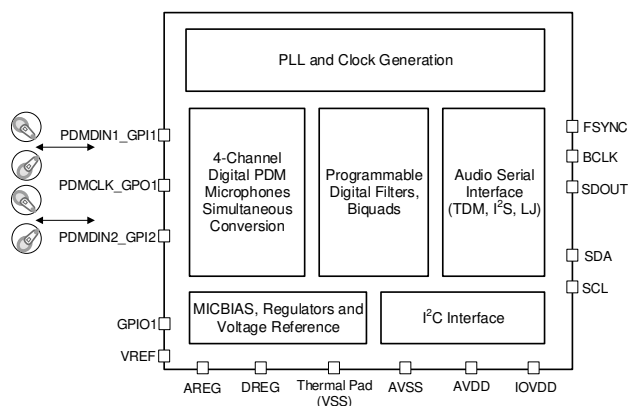 PLL and Clock Generation
PDMDIN1_GPI1
PDMCLK_GPO1
PDMDIN2_GPI2
GPIO1
VREF
4-Channel
Digital PDM
Microphones
Simultaneous
Conversion
Programmable
Digital Filters,
Biquads
Audio Serial
Interface
(TDM, I²S, LJ)
FSYNC
BCLK
SDOUT
SDA
SCL
MICBIAS, Regulators and
Voltage Reference
I²C Interface
AREG
DREG
Thermal Pad
(VSS)
AVSS
AVDD
IOVDD